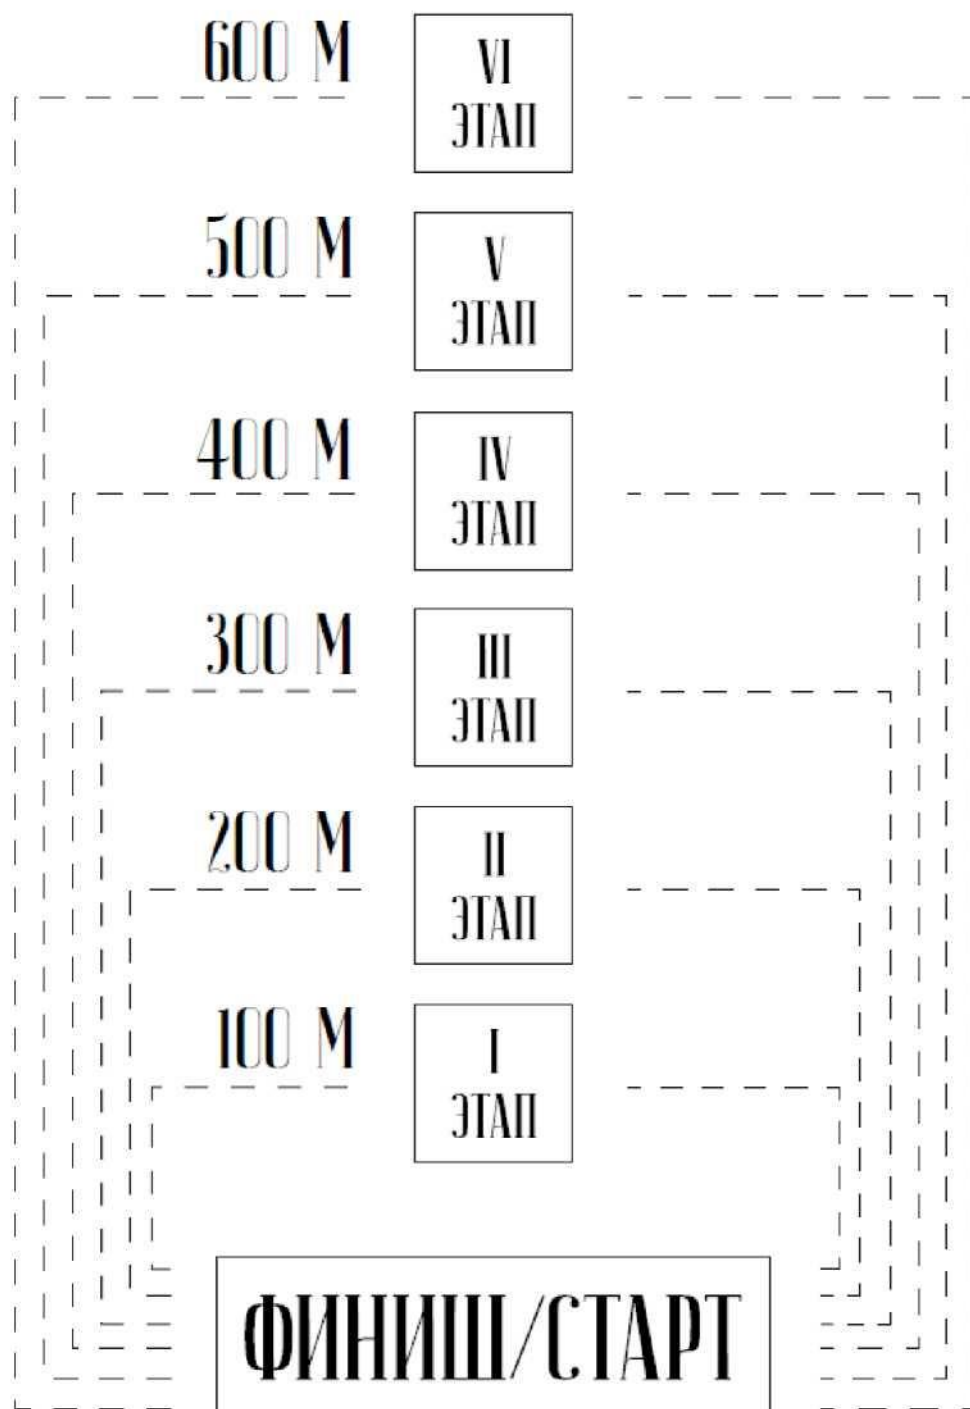 600 М
VI
ЭТАП
500 М
V
ЭТАП
400 М
IV
ЭТАП
300 М
III
ЭТАП
200 М
II
ЭТАП
100 М
I
ЭТАП
ФИНИШ/СТАРТ